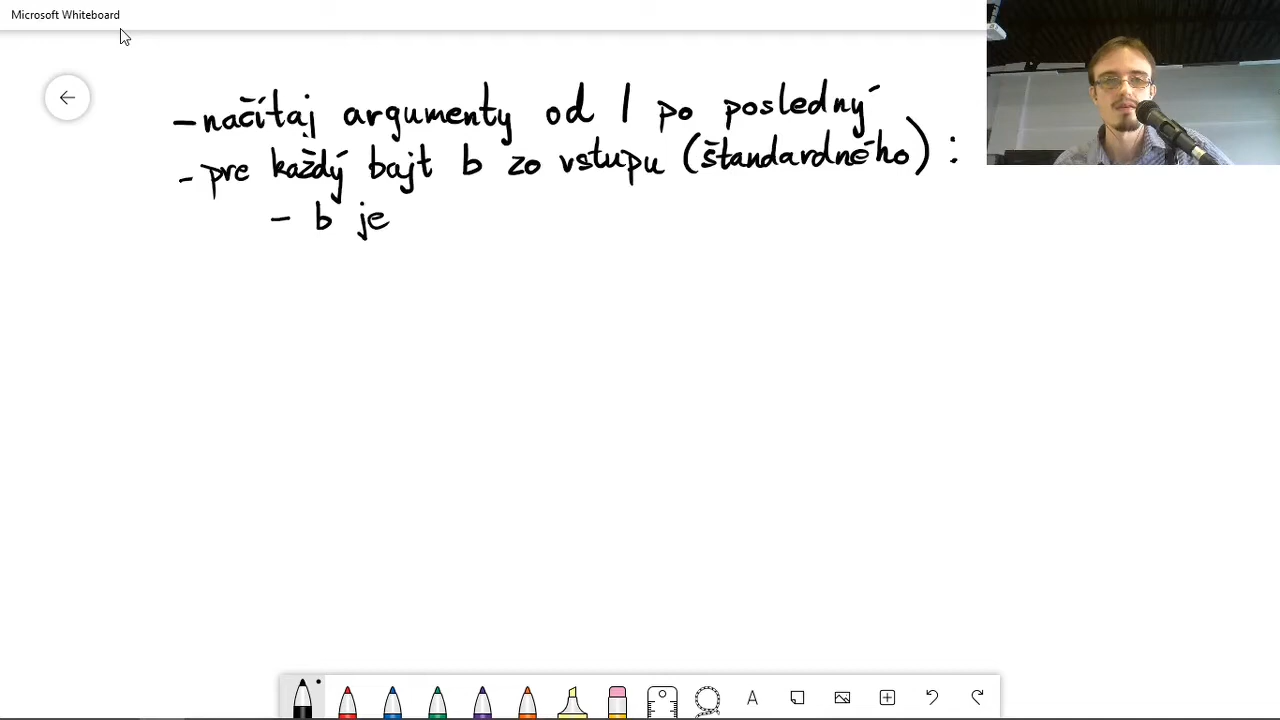 Microsoft Whiteboard
- načítaj argumenty od 1 po posledný
- pre každý bajt b zo vstupu (štandardného) :
- b je
A